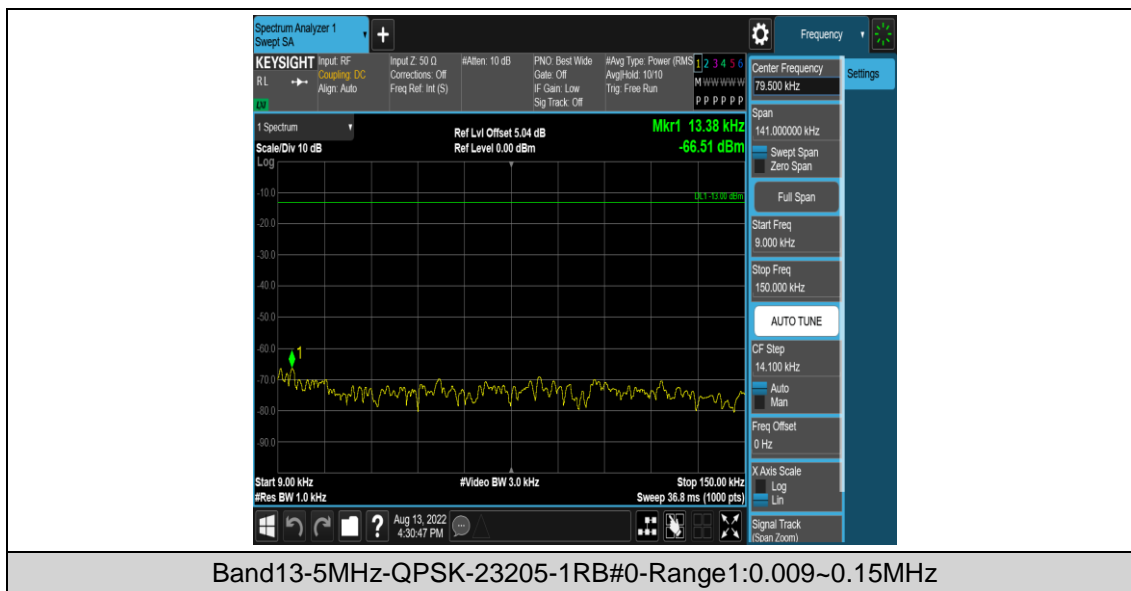 Spectrum Analyzer 1
Swept SA
+
Frequency
KEYSIGHT
RL
LXI
Input: RF
Coupling: DC
Align: Auto
Input Z: 50 Ω
Corrections: Off
Freq Ref: Int (S)
#Atten: 10 dB
PNO: Best Wide
Gate: Off
IF Gain: Low
Sig Track: Off
#Avg Type: Power (RMS
Avg|Hold: 10/10
Trig: Free Run
1 2 3 4 5 6
M W W W W W
P P P P P P
Center Frequency
79.500 kHz
Settings
1 Spectrum
Scale/Div 10 dB
Ref Lvl Offset 5.04 dB
Ref Level 0.00 dBm
Mkr1 13.38 kHz
-66.51 dBm
Log
-10.0
-20.0
-30.0
-40.0
-50.0
-60.0
-70.0
-80.0
-90.0
DL1 -13.00 dBm
1
Span
141.000000 kHz
Swept Span
Zero Span
Full Span
Start Freq
9.000 kHz
Stop Freq
150.000 kHz
AUTO TUNE
CF Step
14.100 kHz
Auto
Man
Freq Offset
0 Hz
X Axis Scale
Log
Lin
Signal Track
(Span Zoom)
Start 9.00 kHz
#Res BW 1.0 kHz
#Video BW 3.0 kHz
Stop 150.00 kHz
Sweep 36.8 ms (1000 pts)
?
Aug 13, 2022
4:30:47 PM
Band13-5MHz-QPSK-23205-1RB#0-Range1:0.009~0.15MHz